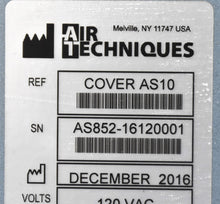 Melville, NY 11747 USA
AIR
TECHNIQUES
REF COVER AS10
SN AS852-16120001
DECEMBER 2016
VOLTS 120 VAC